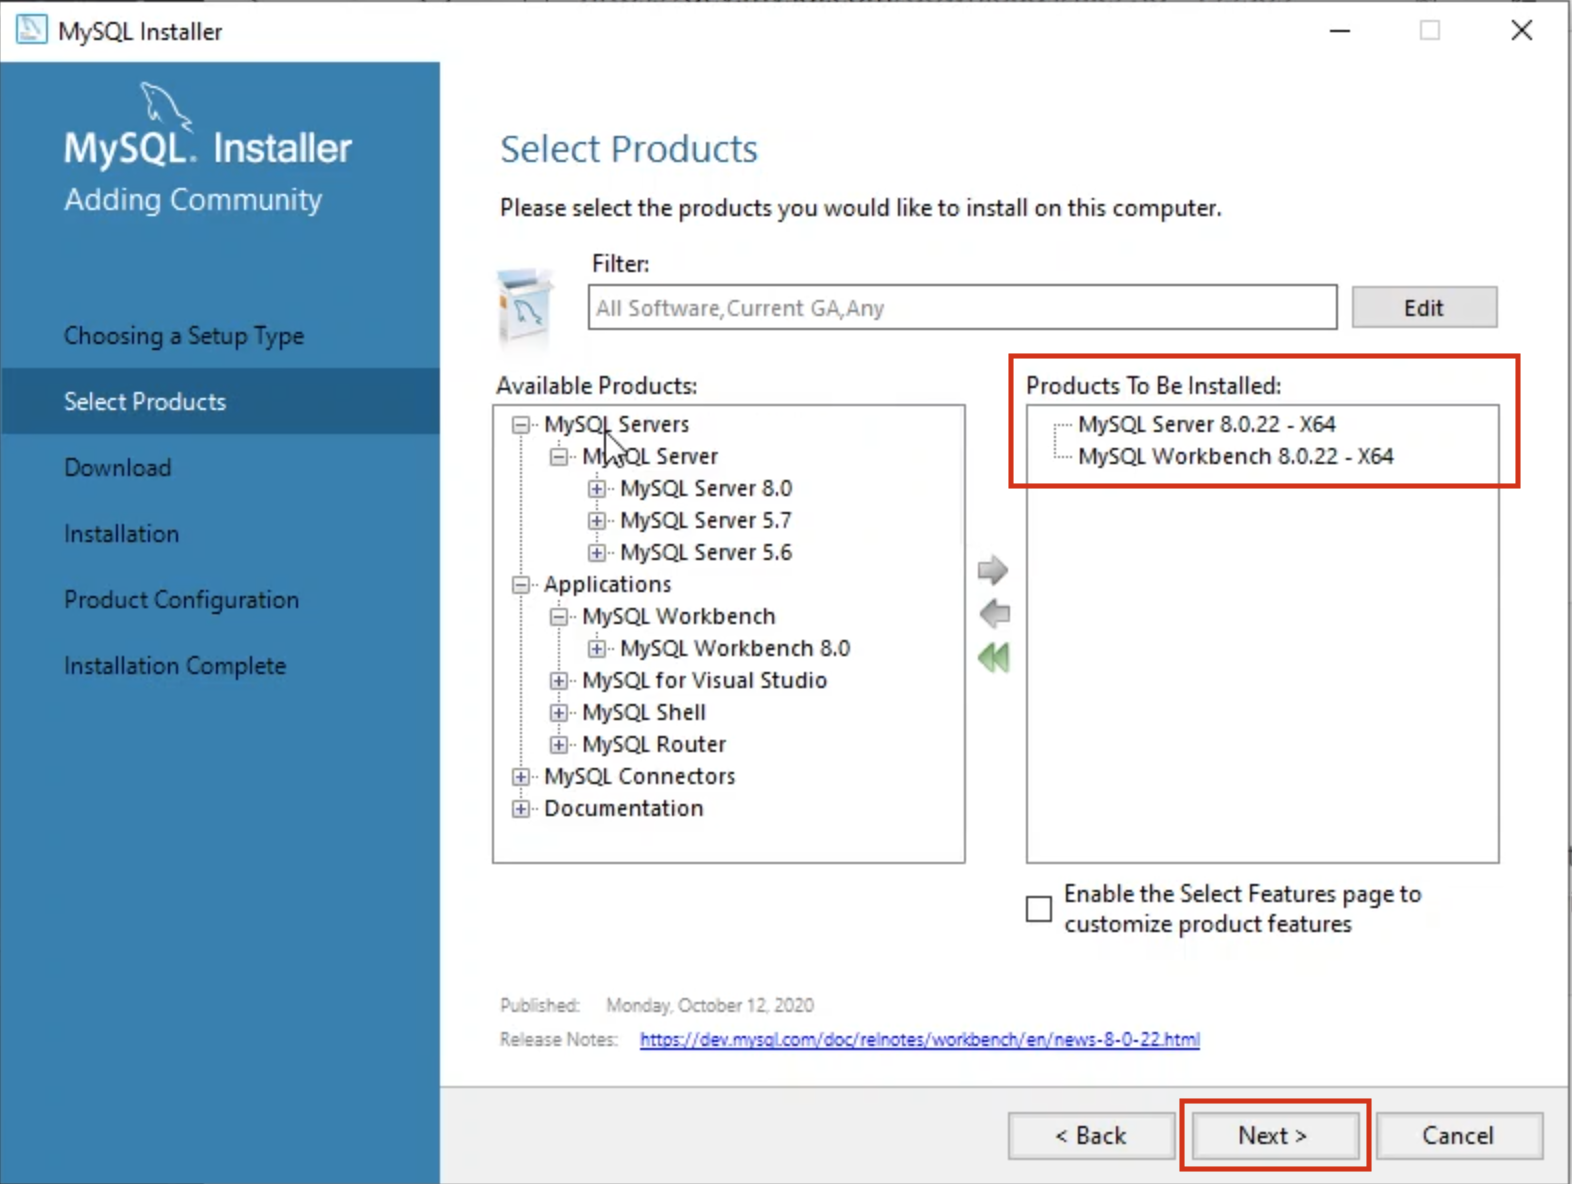 MySQL Installer
MySQL. Installer
Adding Community
Choosing a Setup Type
Select Products
Download
Installation
Product Configuration
Installation Complete
Select Products
Please select the products you would like to install on this computer.
Filter:
All Software,Current GA,Any
Edit
Available Products:
MySQL Servers
MySQL Server
MySQL Server 8.0
MySQL Server 5.7
MySQL Server 5.6
Applications
MySQL Workbench
MySQL Workbench 8.0
MySQL for Visual Studio
MySQL Shell
MySQL Router
MySQL Connectors
Documentation
Products To Be Installed:
MySQL Server 8.0.22 - X64
MySQL Workbench 8.0.22 - X64
Enable the Select Features page to
customize product features
Published: Monday, October 12, 2020
Release Notes: https://dev.mysql.com/doc/relnotes/workbench/en/news-8-0-22.html
< Back
Next >
Cancel